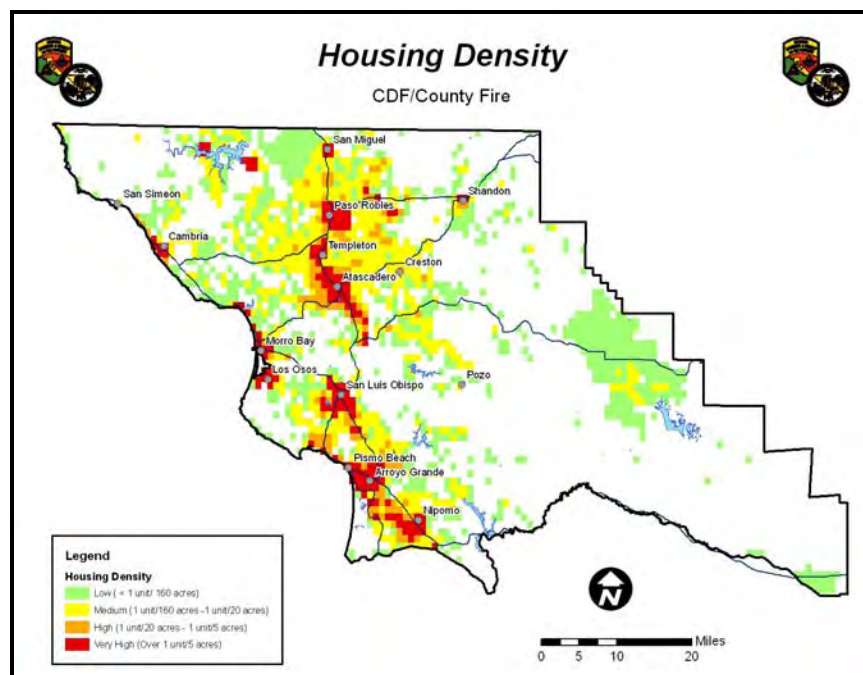 Housing Density
CDF/County Fire
San Miguel
San Simeon
Shandon
Paso Robles
Cambria
Templeton
Creston
Atascadero
Morro Bay
Los Osos
Pozo
San Luis Obispo
Pismo Beach
Arroyo Grande
Nipomo
Legend
Housing Density
Low ( < 1 unit/ 160 acres)
Medium (1 unit/160 acres -1 unit/20 acres)
High (1 unit/20 acres - 1 unit/5 acres)
Very High (Over 1 unit/5 acres)
N
Miles
0 5 10 20